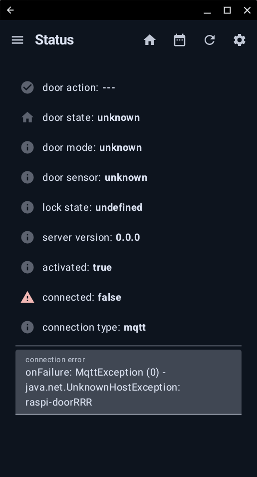 Status
door action: ---
door state: unknown
door mode: unknown
door sensor: unknown
lock state: undefined
server version: 0.0.0
activated: true
connected: false
connection type: mqtt
connection error
onFailure: MqttException (0) -
java.net.UnknownHostException:
raspi-doorRRR